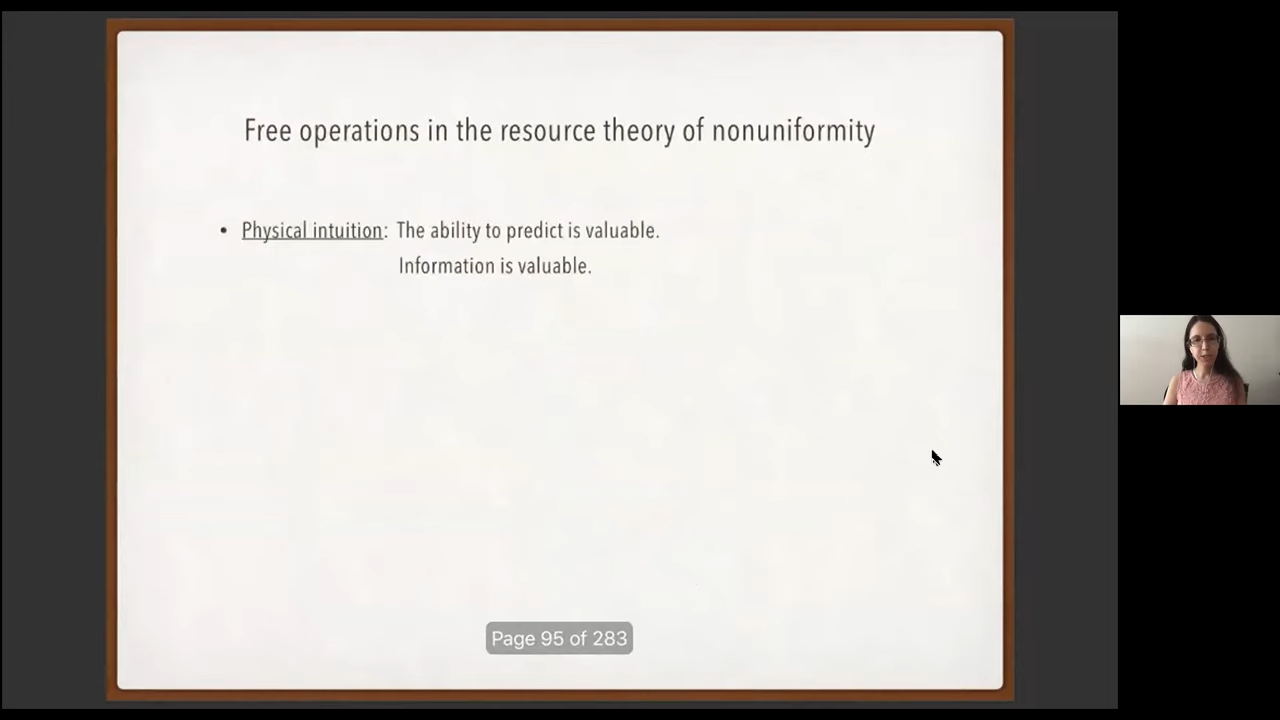 Free operations in the resource theory of nonuniformity
• Physical intuition: The ability to predict is valuable.
Information is valuable.
Page 95 of 283